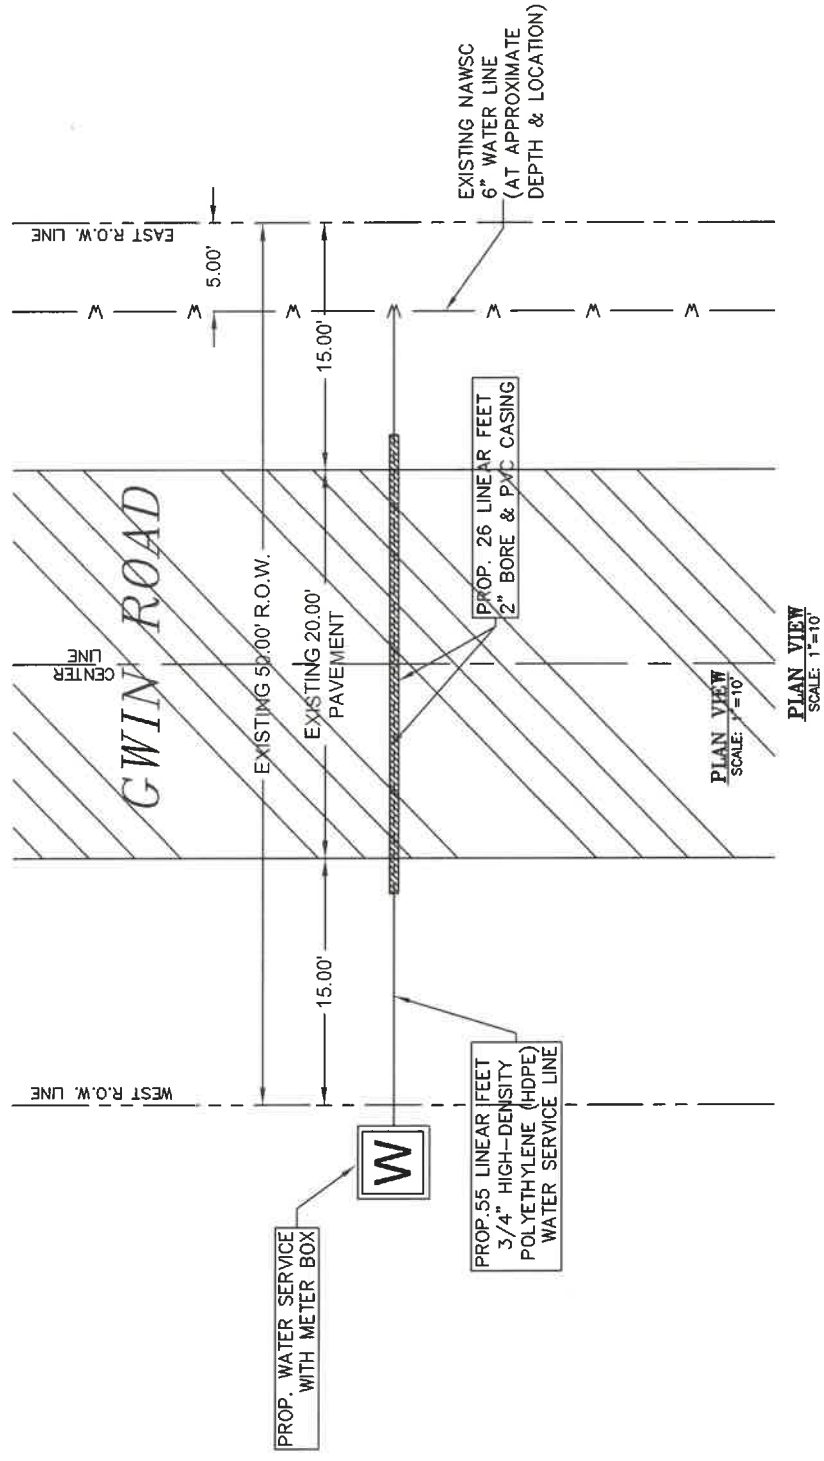 EXISTING NAWSC
6" WATER LINE
(AT APPROXIMATE
DEPTH & LOCATION)
EAST R.O.W. LINE
5.00'
W
W
W
W
W
W
W
15.00'
PROP. 26 LINEAR FEET
2" BORE & PVC CASING
GWIN ROAD
CENTER
LINE
EXISTING 50.00' R.O.W.
EXISTING 20.00'
PAVEMENT
PLAN VIEW
SCALE: 1"=10'
PLAN VIEW
SCALE: 1"=10'
15.00'
WEST R.O.W. LINE
W
PROP. 55 LINEAR FEET
3/4" HIGH-DENSITY
POLYETHYLENE (HDPE)
WATER SERVICE LINE
PROP. WATER SERVICE
WITH METER BOX